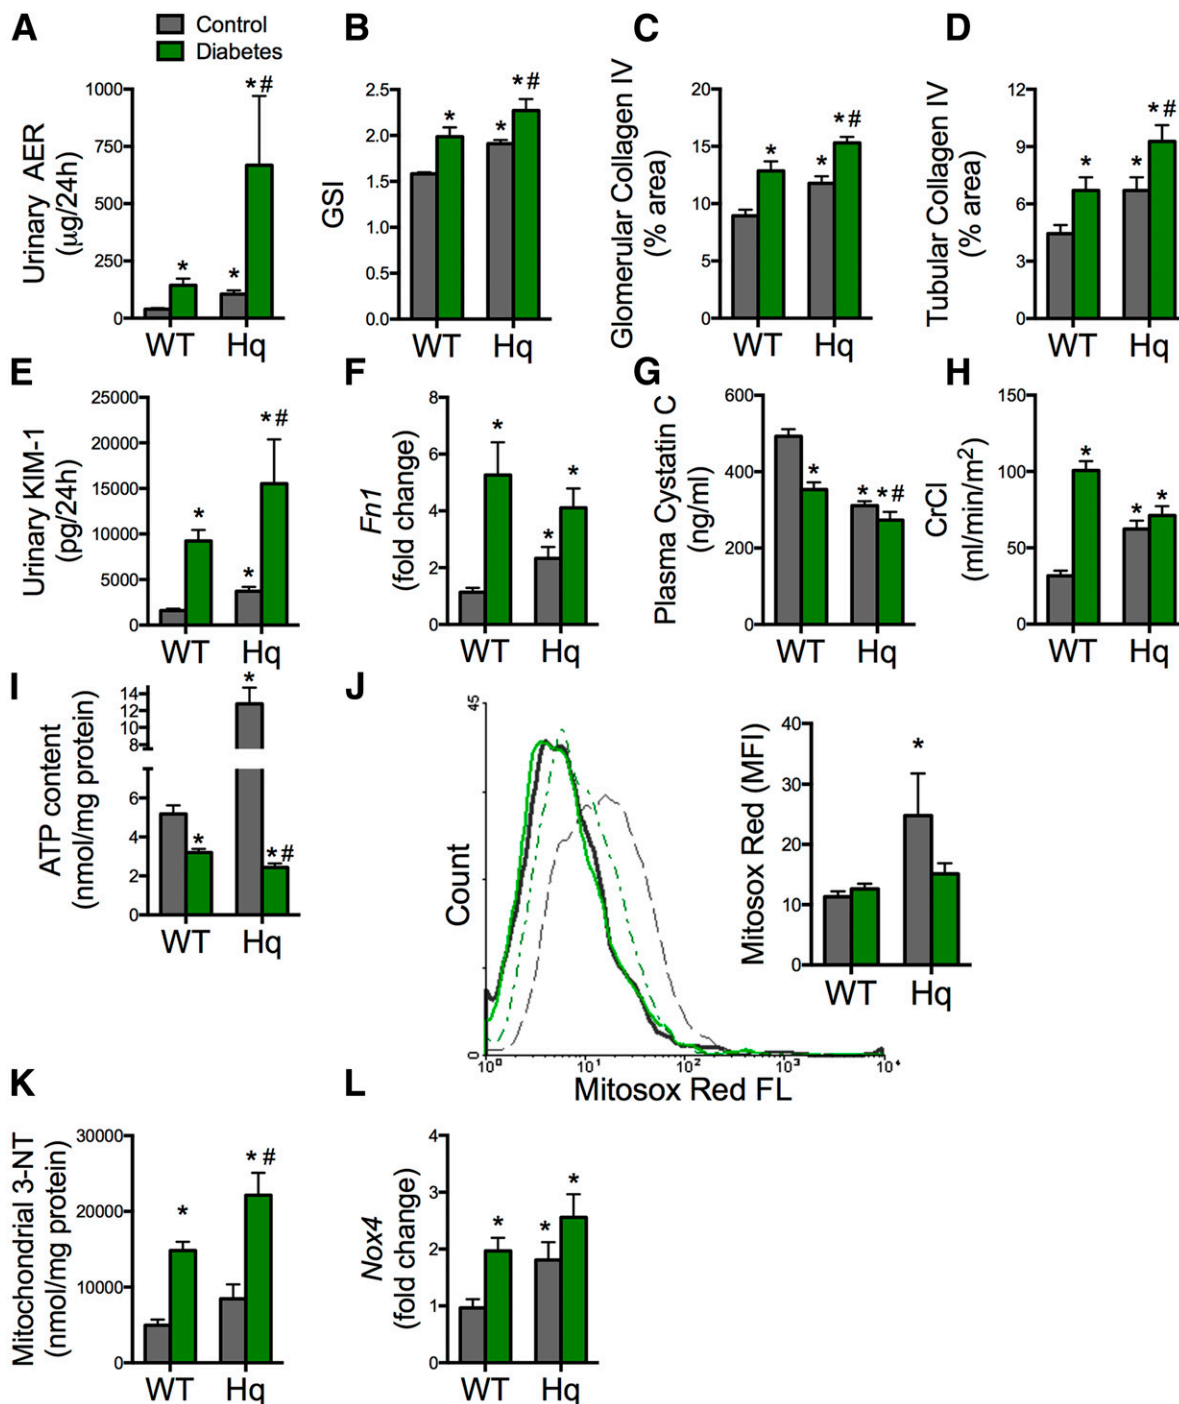 A
Control
Diabetes
Urinary AER
(µg/24h)
1000
750
500
250
0
*
*
*#
WT
Hq
B
GSI
2.5
2.0
1.5
1.0
0.5
0.0
*
*
*#
WT
Hq
C
Glomerular Collagen IV
(% area)
20
15
10
5
0
*
*
*#
WT
Hq
D
Tubular Collagen IV
(% area)
12
9
6
3
0
*
*
*#
WT
Hq
E
Urinary KIM-1
(pg/24h)
25000
20000
15000
10000
5000
0
*
*
*#
WT
Hq
F
Fn1
(fold change)
8
6
4
2
0
*
*
*
WT
Hq
G
Plasma Cystatin C
(ng/ml)
600
400
200
0
*
*
*#
WT
Hq
H
CrCl
(ml/min/m²)
150
100
50
0
*
*
*
WT
Hq
I
ATP content
(nmol/mg protein)
14
12
10
8
6
4
2
0
*
*
*#
WT
Hq
J
Count
45
0
10⁰
10¹
10²
10³
10⁴
Mitosox Red FL
Mitosox Red (MFI)
40
30
20
10
0
*
WT
Hq
K
Mitochondrial 3-NT
(nmol/mg protein)
30000
20000
10000
0
*
*#
WT
Hq
L
Nox4
(fold change)
4
3
2
1
0
*
*
*
WT
Hq